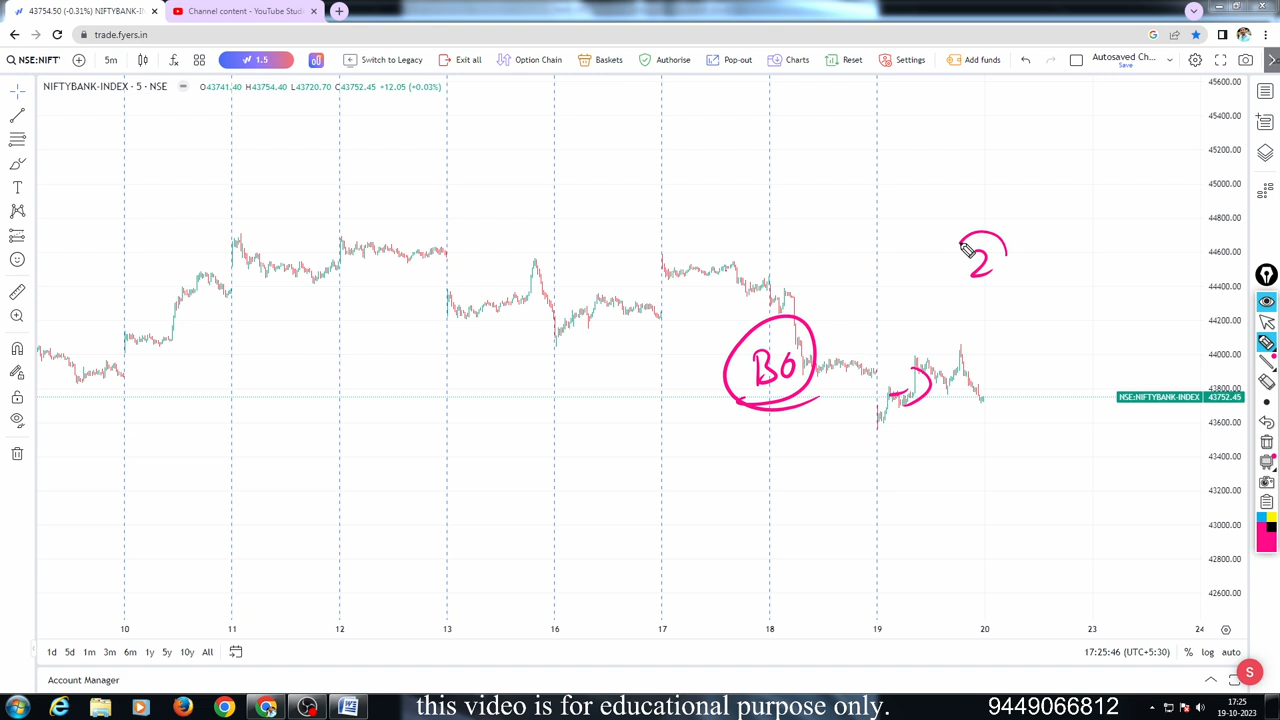 43754.50 (-0.31%) NIFTYBANK-I
Channel content - YouTube Stud
trade.fyers.in
NSE:NIFT
5m
1.5
Switch to Legacy
Exit all
Option Chain
Baskets
Authorise
Pop-out
Charts
Reset
Settings
Add funds
Autosaved Ch...
Save
NIFTYBANK-INDEX · 5 · NSE
O43741.40 H43754.40 L43720.70 C43752.45 +12.05 (+0.03%)
45600.00
45400.00
45200.00
45000.00
44800.00
44600.00
44400.00
44200.00
44000.00
43800.00
NSE:NIFTYBANK-INDEX 43752.45
43600.00
43400.00
43200.00
43000.00
42800.00
42600.00
2
BO
10 11 12 13 16 17 18 19 20 23 24
1d 5d 1m 3m 6m 1y 5y 10y All
17:25:46 (UTC+5:30) % log auto
Account Manager
S
this video is for educational purpose only.
9449066812
17:25
19-10-2023